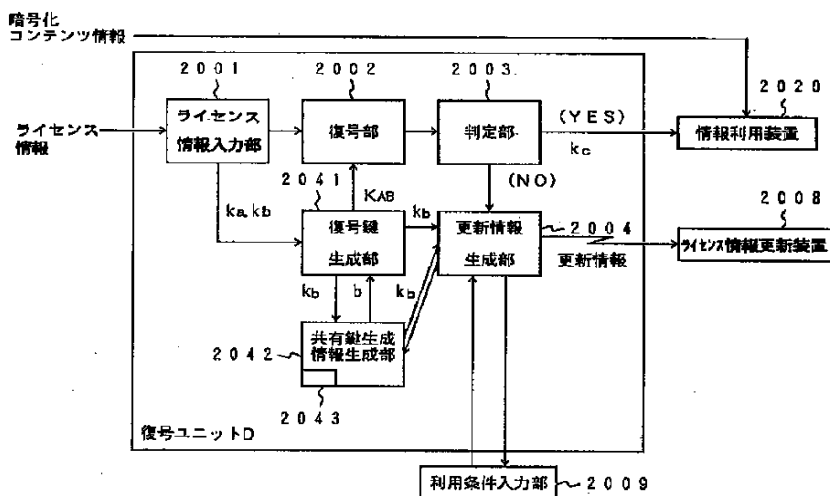 暗号化
コンテンツ情報
2001
2002
2003
2020
ライセンス
情報
ライセンス
情報入力部
復号部
判定部
(YES)
kc
情報利用装置
2041
KAB
(NO)
2008
ka,kb
復号鍵
生成部
kb
更新情報
生成部
2004
ライセンス情報更新装置
更新情報
kb
b
kb
共有鍵生成
情報生成部
2042
2043
復号ユニットD
利用条件入力部
2009